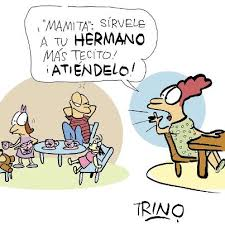 ¡"MAMITA": SÍRVELE
A TU HERMANO
MÁS TECITO!
¡ATIÉNDELO!
TRINO